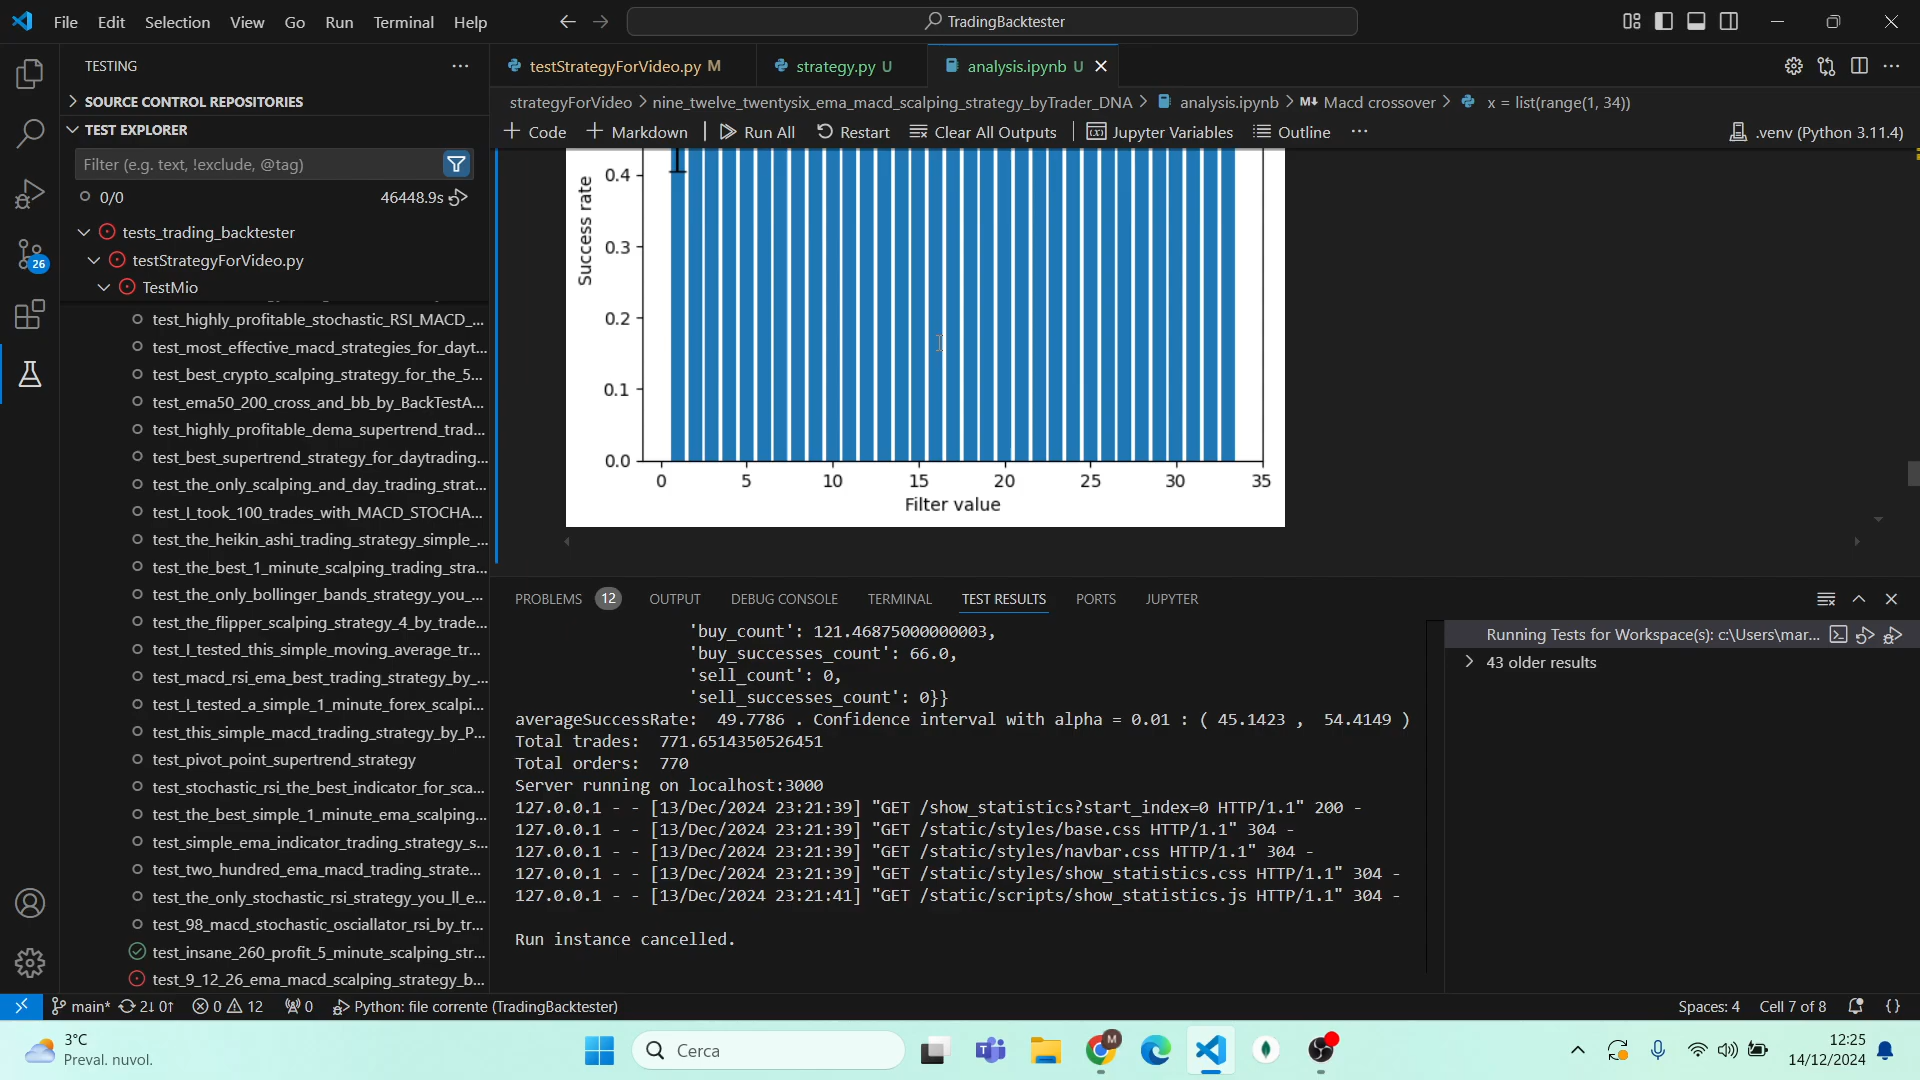 File Edit Selection View Go Run Terminal Help
TradingBacktester
TESTING
SOURCE CONTROL REPOSITORIES
TEST EXPLORER
Filter (e.g. text, !exclude, @tag)
0/0 46448.9s
tests_trading_backtester
testStrategyForVideo.py
TestMio
test_highly_profitable_stochastic_RSI_MACD_...
test_most_effective_macd_strategies_for_dayt...
test_best_crypto_scalping_strategy_for_the_5...
test_ema50_200_cross_and_bb_by_BackTestA...
test_highly_profitable_dema_supertrend_trad...
test_best_supertrend_strategy_for_daytrading...
test_the_only_scalping_and_day_trading_strat...
test_I_took_100_trades_with_MACD_STOCHA...
test_the_heikin_ashi_trading_strategy_simple_...
test_the_best_1_minute_scalping_trading_stra...
test_the_only_bollinger_bands_strategy_you_...
test_the_flipper_scalping_strategy_4_by_trade...
test_I_tested_this_simple_moving_average_tr...
test_macd_rsi_ema_best_trading_strategy_by_...
test_I_tested_a_simple_1_minute_forex_scalpi...
test_this_simple_macd_trading_strategy_by_P...
test_pivot_point_supertrend_strategy
test_stochastic_rsi_the_best_indicator_for_sca...
test_the_best_simple_1_minute_ema_scalping...
test_simple_ema_indicator_trading_strategy_s...
test_two_hundred_ema_macd_trading_strate...
test_the_only_stochastic_rsi_strategy_you_ll_e...
test_98_macd_stochastic_osciallator_rsi_by_tr...
test_insane_260_profit_5_minute_scalping_str...
test_9_12_26_ema_macd_scalping_strategy_b...
26
testStrategyForVideo.py M
strategy.py U
analysis.ipynb U
strategyForVideo > nine_twelve_twentysix_ema_macd_scalping_strategy_byTrader_DNA > analysis.ipynb > M↓ Macd crossover > x = list(range(1, 34))
+ Code + Markdown Run All Restart Clear All Outputs Jupyter Variables Outline ...
.venv (Python 3.11.4)
Success rate
0.4
0.3
0.2
0.1
0.0
0 5 10 15 20 25 30 35
Filter value
PROBLEMS 12 OUTPUT DEBUG CONSOLE TERMINAL TEST RESULTS PORTS JUPYTER
'buy_count': 121.46875000000003,
'buy_successes_count': 66.0,
'sell_count': 0,
'sell_successes_count': 0}}
averageSuccessRate:  49.7786 . Confidence interval with alpha = 0.01 : ( 45.1423 ,  54.4149 )
Total trades:  771.6514350526451
Total orders:  770
Server running on localhost:3000
127.0.0.1 - - [13/Dec/2024 23:21:39] "GET /show_statistics?start_index=0 HTTP/1.1" 200 -
127.0.0.1 - - [13/Dec/2024 23:21:39] "GET /static/styles/base.css HTTP/1.1" 304 -
127.0.0.1 - - [13/Dec/2024 23:21:39] "GET /static/styles/navbar.css HTTP/1.1" 304 -
127.0.0.1 - - [13/Dec/2024 23:21:39] "GET /static/styles/show_statistics.css HTTP/1.1" 304 -
127.0.0.1 - - [13/Dec/2024 23:21:41] "GET /static/scripts/show_statistics.js HTTP/1.1" 304 -
Run instance cancelled.
Running Tests for Workspace(s): c:\Users\mar...
43 older results
main* 2↓ 0↑ 0 12 0 Python: file corrente (TradingBacktester)
Spaces: 4 Cell 7 of 8 {}
3°C
Preval. nuvol.
Cerca
M
12:25
14/12/2024